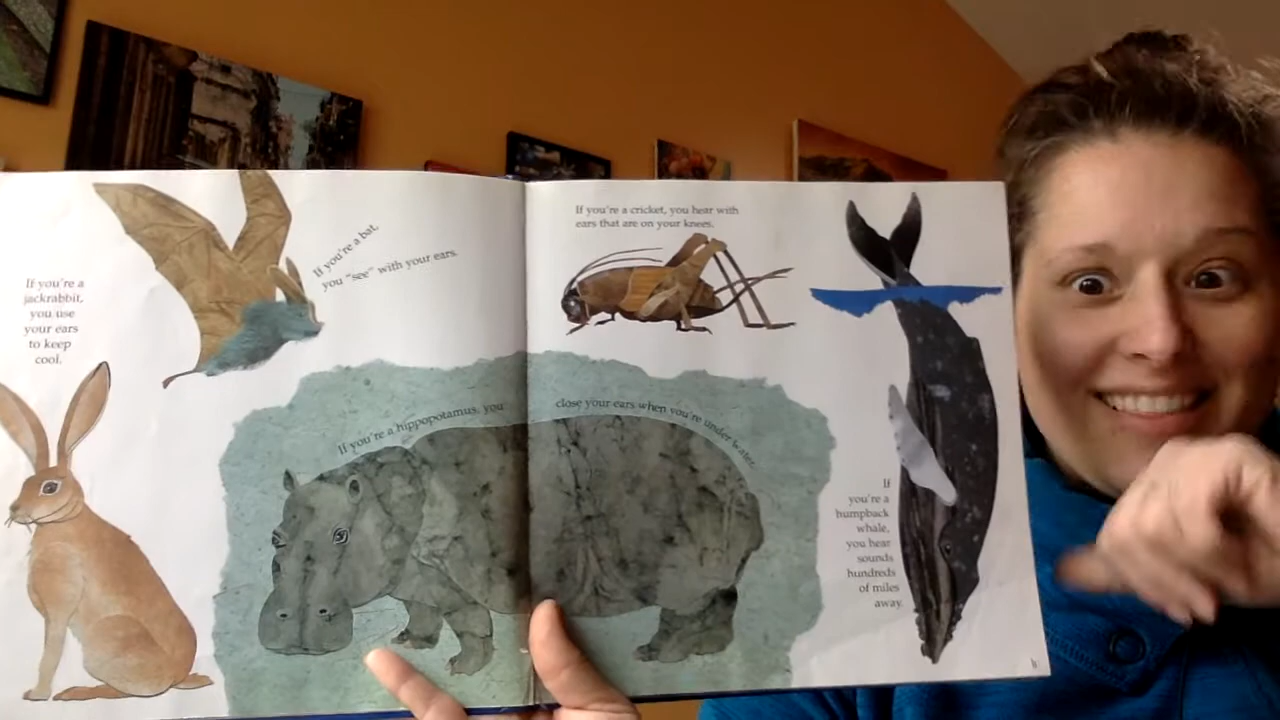 If you're a
jackrabbit,
you use
your ears
to keep
cool.
If you're a bat,
you "see" with your ears.
If you're a hippopotamus, you
close your ears when you're under water.
If you're a cricket, you hear with
ears that are on your knees.
If
you're a
humpback
whale,
you hear
sounds
hundreds
of miles
away.